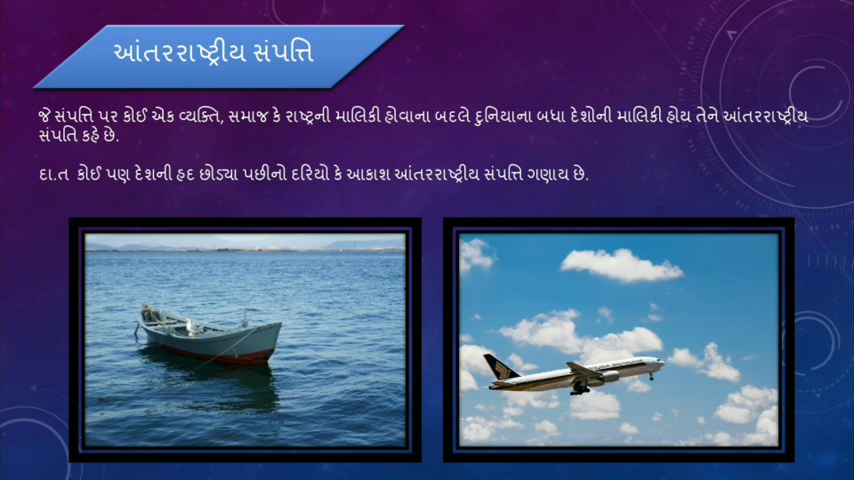 આંતરરાષ્ટ્રીય સંપત્તિ
જે સંપત્તિ પર કોઈ એક વ્યક્તિ, સમાજ કે રાષ્ટ્રની માલિકી હોવાના બદલે દુનિયાના બધા દેશોની માલિકી હોય તેને આંતરરાષ્ટ્રીય
સંપતિ કહે છે.
દા.ત કોઈ પણ દેશની હદ છોડ્યા પછીનો દરિયો કે આકાશ આંતરરાષ્ટ્રીય સંપત્તિ ગણાય છે.